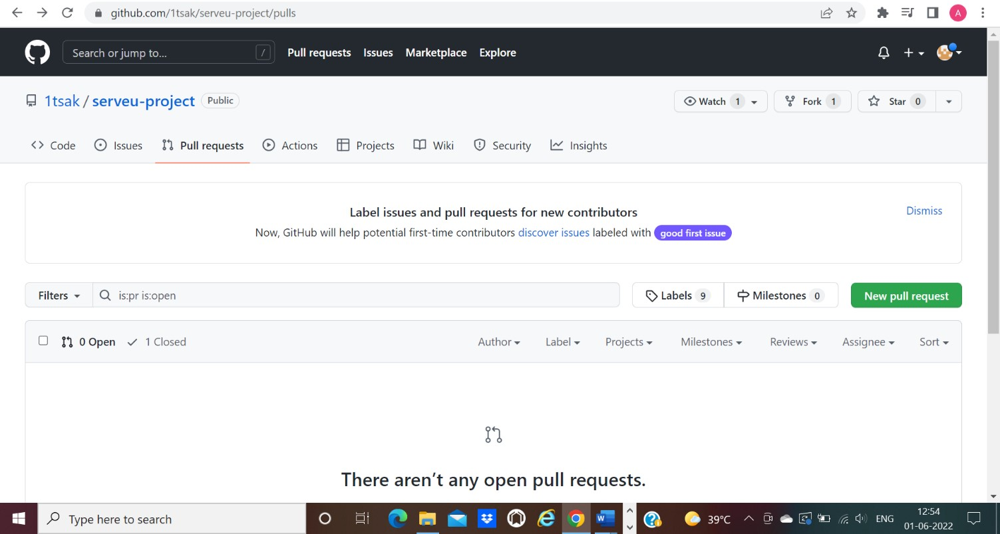 github.com/1tsak/serveu-project/pulls
A
Search or jump to...
/
Pull requests Issues Marketplace Explore
1tsak / serveu-project Public
Watch 1 Fork 1 Star 0
Code Issues Pull requests Actions Projects Wiki Security Insights
Label issues and pull requests for new contributors
Dismiss
Now, GitHub will help potential first-time contributors discover issues labeled with good first issue
Filters is:pr is:open Labels 9 Milestones 0 New pull request
0 Open 1 Closed Author Label Projects Milestones Reviews Assignee Sort
There aren’t any open pull requests.
Type here to search
39°C ENG
12:54
01-06-2022